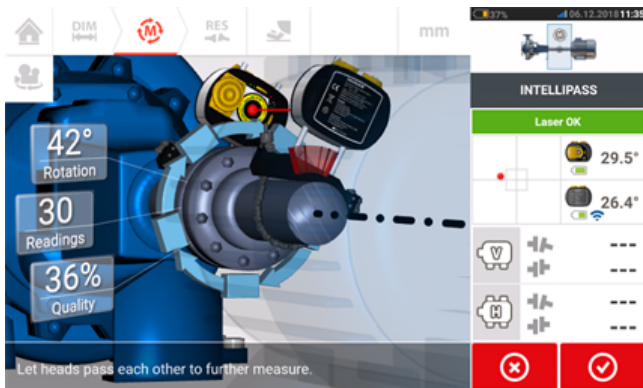 DIM
(M)
RES
mm
37%
06.12.2018 11:35
INTELLIPASS
Laser OK
42°
Rotation
29.5°
30
Readings
26.4°
36%
Quality
V
---
---
H
---
---
Let heads pass each other to further measure.